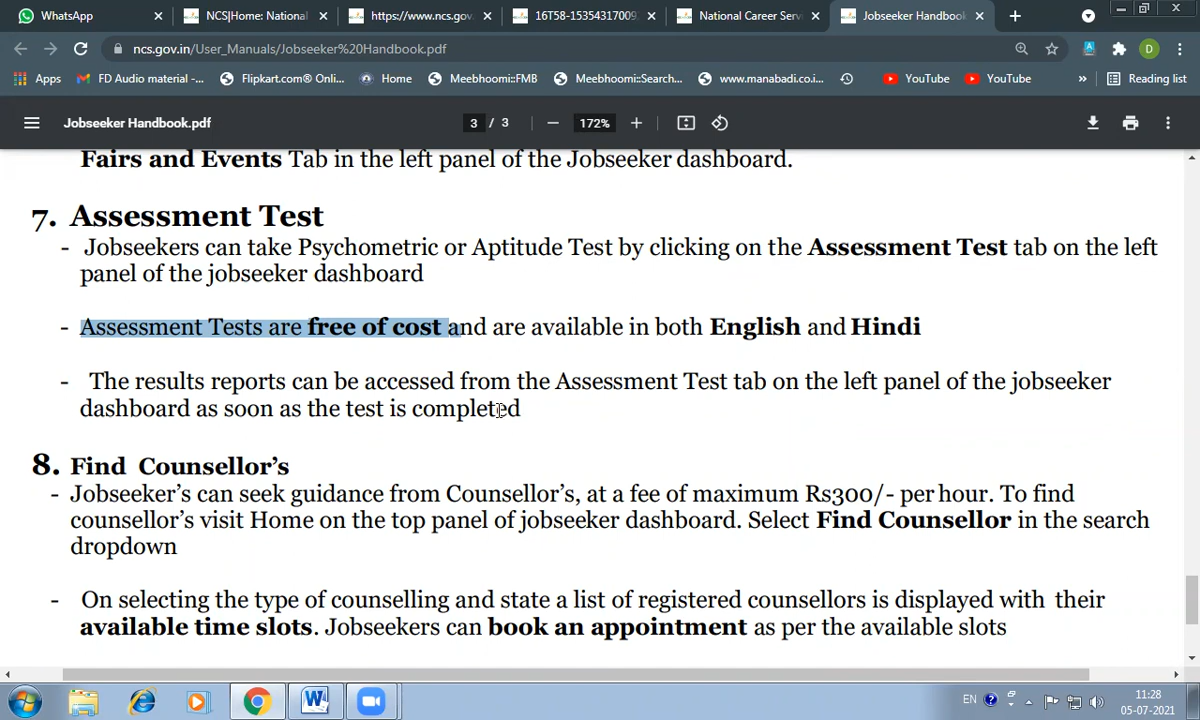 WhatsApp
NCS|Home: National
https://www.ncs.gov.
16T58-15354317009
National Career Serv
Jobseeker Handbook
ncs.gov.in/User_Manuals/Jobseeker%20Handbook.pdf
D
Apps
FD Audio material -...
Flipkart.com® Onli...
Home
Meebhoomi::FMB
Meebhoomi::Search...
www.manabadi.co.i...
YouTube
YouTube
»
Reading list
Jobseeker Handbook.pdf
3 / 3
172%
Fairs and Events Tab in the left panel of the Jobseeker dashboard.
7. Assessment Test
- Jobseekers can take Psychometric or Aptitude Test by clicking on the Assessment Test tab on the left
panel of the jobseeker dashboard
- Assessment Tests are free of cost and are available in both English and Hindi
- The results reports can be accessed from the Assessment Test tab on the left panel of the jobseeker
dashboard as soon as the test is completed
8. Find Counsellor's
- Jobseeker's can seek guidance from Counsellor's, at a fee of maximum Rs300/- per hour. To find
counsellor's visit Home on the top panel of jobseeker dashboard. Select Find Counsellor in the search
dropdown
- On selecting the type of counselling and state a list of registered counsellors is displayed with their
available time slots. Jobseekers can book an appointment as per the available slots
EN
11:28
05-07-2021